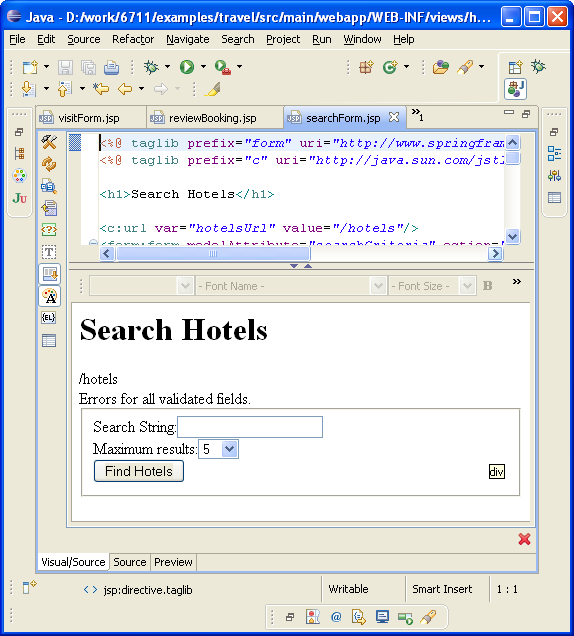 Java - D:/work/6711/examples/travel/src/main/webapp/WEB-INF/views/h...
File Edit Source Refactor Navigate Search Project Run Window Help
visitForm.jsp reviewBooking.jsp searchForm.jsp »1
<%@ taglib prefix="form" uri="http://www.springfram
<%@ taglib prefix="c" uri="http://java.sun.com/jstl
<h1>Search Hotels</h1>
<c:url var="hotelsUrl" value="/hotels"/>
<form:form modelAttribute="searchCriteria" action="
- Font Name - - Font Size - B »
Search Hotels
/hotels
Errors for all validated fields.
Search String:
Maximum results: 5
Find Hotels div
Visual/Source Source Preview
<> jsp:directive.taglib Writable Smart Insert 1 : 1